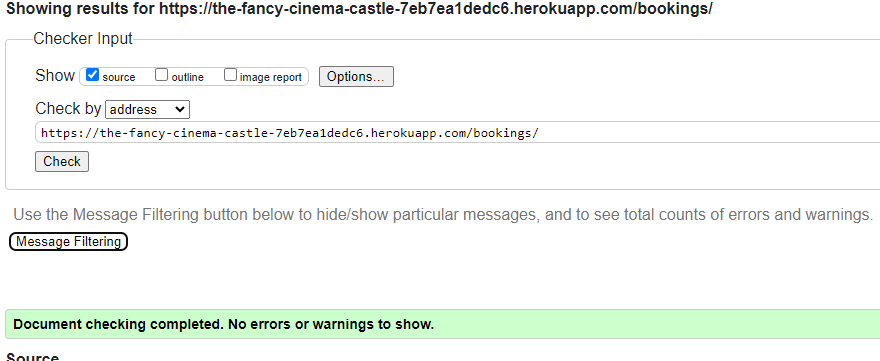 Showing results for https://the-fancy-cinema-castle-7eb7ea1dedc6.herokuapp.com/bookings/
Checker Input
Show source outline image report Options...
Check by address
https://the-fancy-cinema-castle-7eb7ea1dedc6.herokuapp.com/bookings/
Check
Use the Message Filtering button below to hide/show particular messages, and to see total counts of errors and warnings.
Message Filtering
Document checking completed. No errors or warnings to show.
Source